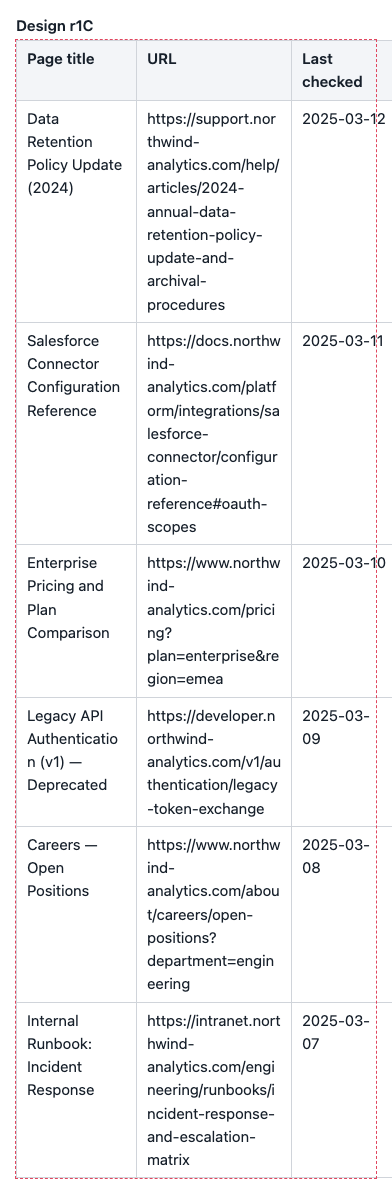 Design r1C
Page title
URL
Last
checked
Data
Retention
Policy Update
(2024)
https://support.nor
thwind-
analytics.com/help/
articles/2024-
annual-data-
retention-policy-
update-and-
archival-
procedures
2025-03-12
Salesforce
Connector
Configuration
Reference
https://docs.northw
ind-
analytics.com/platf
orm/integrations/sa
lesforce-
connector/configur
ation-
reference#oauth-
scopes
2025-03-11
Enterprise
Pricing and
Plan
Comparison
https://www.northw
ind-
analytics.com/prici
ng?
plan=enterprise&re
gion=emea
2025-03-10
Legacy API
Authenticatio
n (v1) —
Deprecated
https://developer.n
orthwind-
analytics.com/v1/au
thentication/legacy
-token-exchange
2025-03-
09
Careers —
Open
Positions
https://www.northw
ind-
analytics.com/abou
t/careers/open-
positions?
department=engin
eering
2025-03-
08
Internal
Runbook:
Incident
Response
https://intranet.nort
hwind-
analytics.com/engi
neering/runbooks/i
ncident-response-
and-escalation-
matrix
2025-03-
07